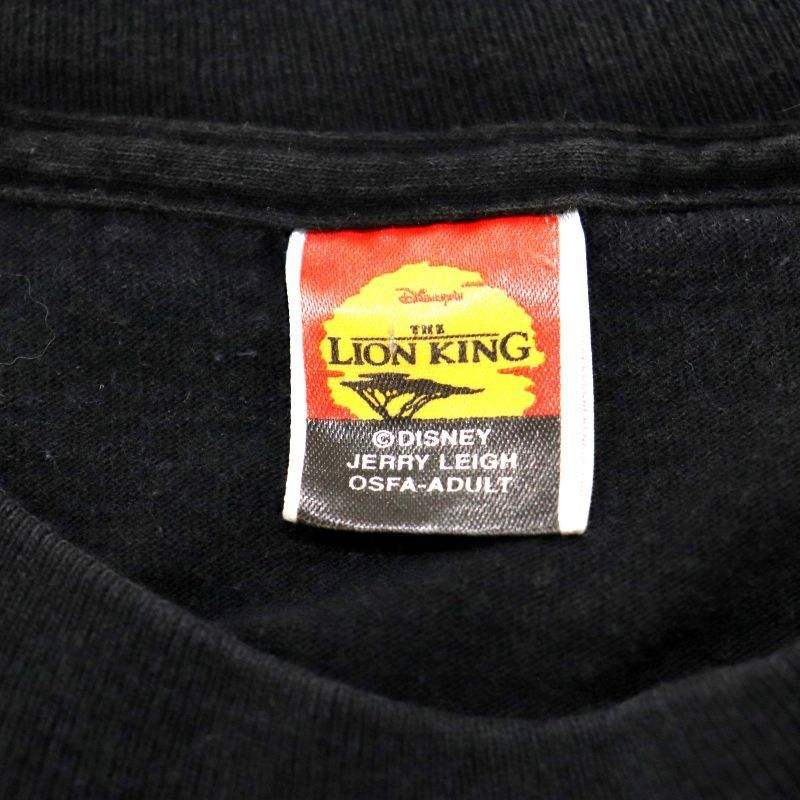 Disney's
THE
LION KING
©DISNEY
JERRY LEIGH
OSFA-ADULT